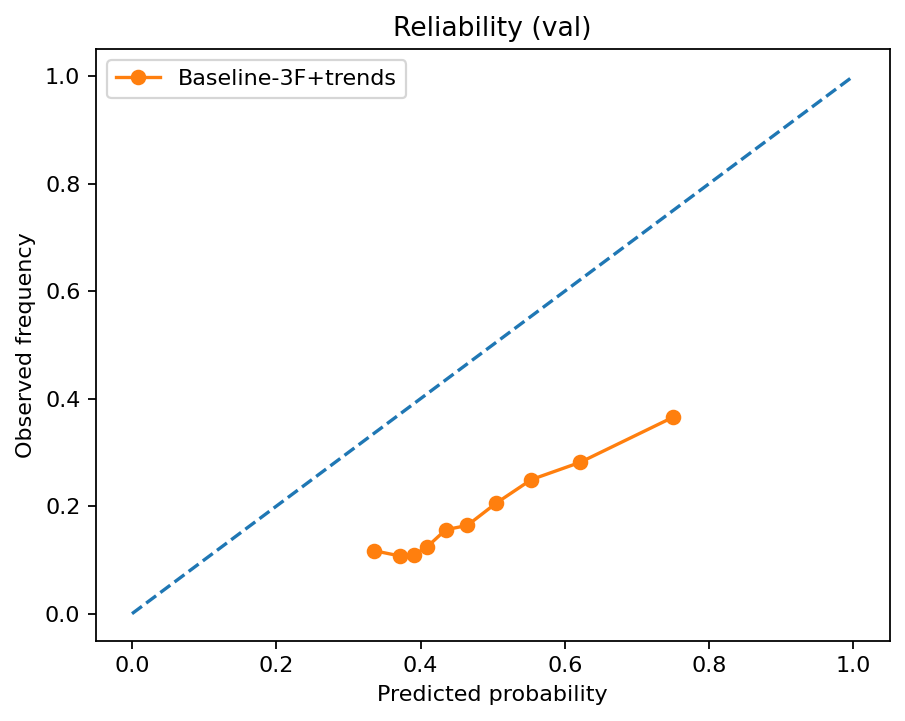 Reliability (val)
Baseline-3F+trends
1.0
0.8
0.6
0.4
0.2
0.0
Observed frequency
0.0 0.2 0.4 0.6 0.8 1.0
Predicted probability